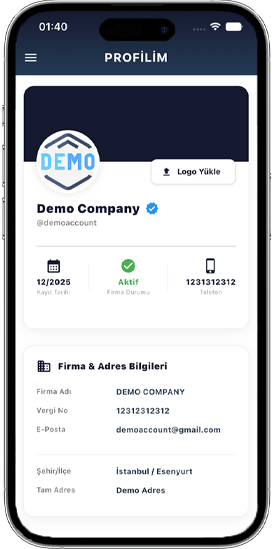 01:40
PROFİLİM
DEMO
Logo Yükle
Demo Company
@demoaccount
12/2025
Aktif
1231312312
Kayıt Tarihi
Firma Durumu
Telefon
Firma & Adres Bilgileri
Firma Adı DEMO COMPANY
Vergi No 12312312312
E-Posta demoaccount@gmail.com
Şehir/İlçe İstanbul / Esenyurt
Tam Adres Demo Adres